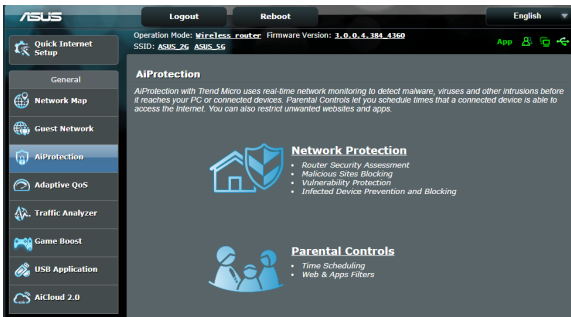 ASUS
Logout
Reboot
English
Quick Internet
Setup
Operation Mode: Wireless router Firmware Version: 3.0.0.4.384_4360
SSID: ASUS_2G ASUS_5G
App
General
Network Map
Guest Network
AiProtection
Adaptive QoS
Traffic Analyzer
Game Boost
USB Application
AiCloud 2.0
AiProtection
AiProtection with Trend Micro uses real-time network monitoring to detect malware, viruses and other intrusions before
it reaches your PC or connected devices. Parental Controls let you schedule times that a connected device is able to
access the Internet. You can also restrict unwanted websites and apps.
Network Protection
• Router Security Assessment
• Malicious Sites Blocking
• Vulnerability Protection
• Infected Device Prevention and Blocking
Parental Controls
• Time Scheduling
• Web & Apps Filters